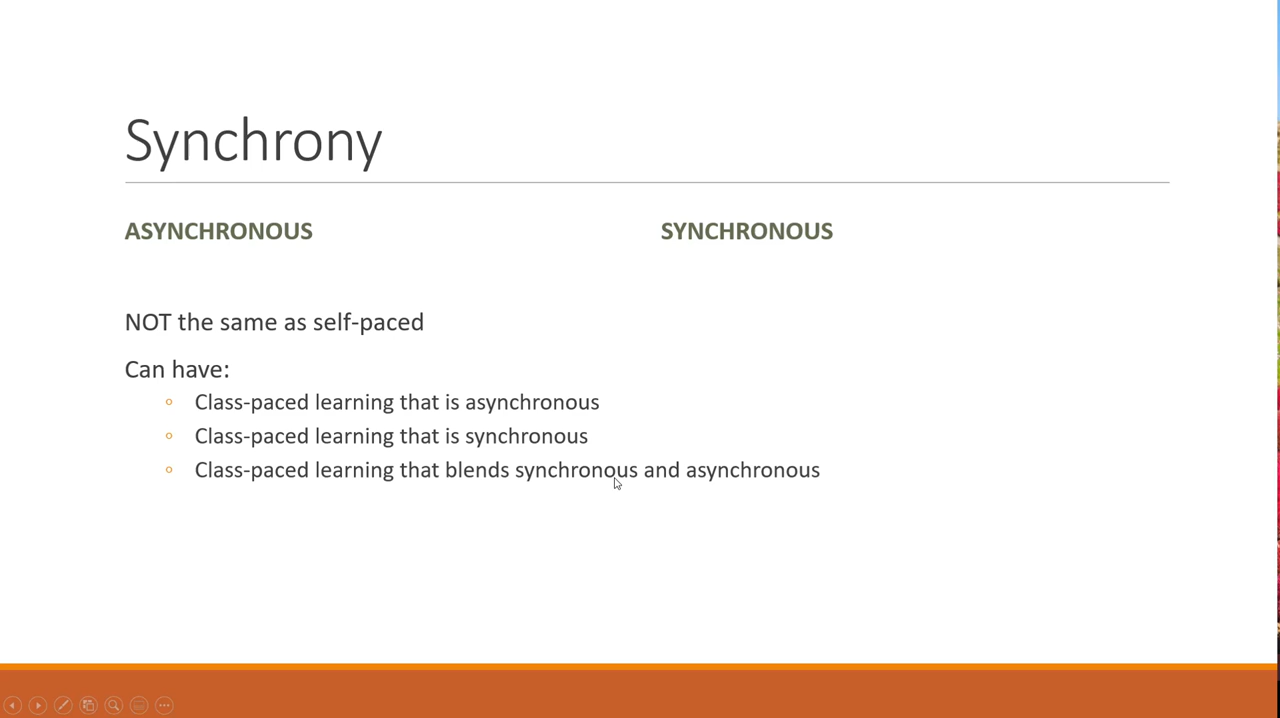 Synchrony
ASYNCHRONOUS
SYNCHRONOUS
NOT the same as self-paced
Can have:
Class-paced learning that is asynchronous
Class-paced learning that is synchronous
Class-paced learning that blends synchronous and asynchronous